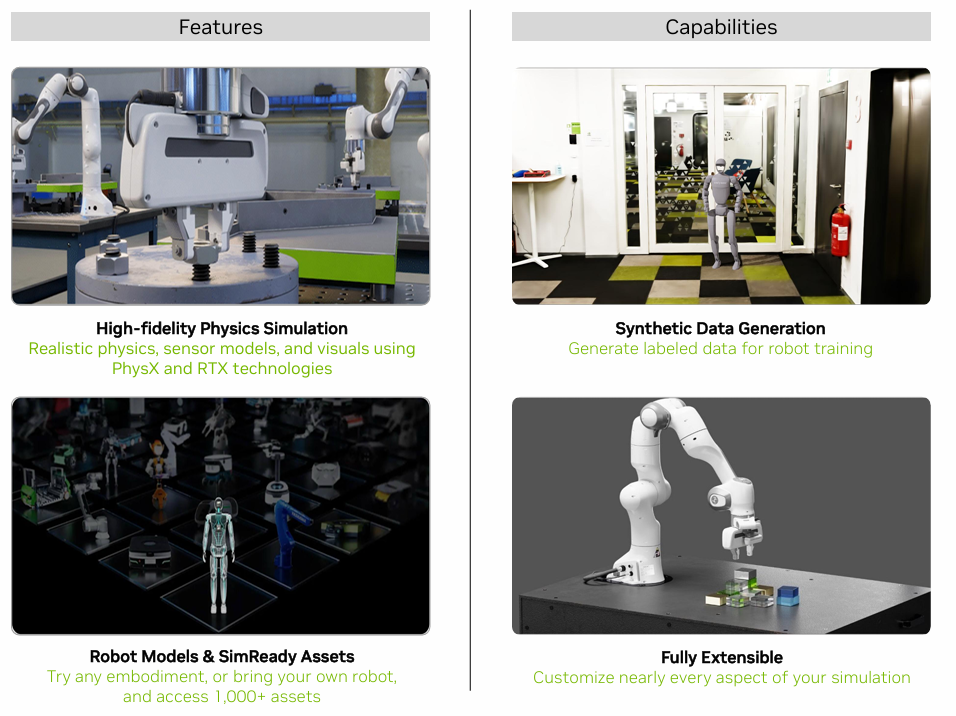 Features
High-fidelity Physics Simulation
Realistic physics, sensor models, and visuals using
PhysX and RTX technologies
Robot Models & SimReady Assets
Try any embodiment, or bring your own robot,
and access 1,000+ assets
Capabilities
Synthetic Data Generation
Generate labeled data for robot training
Fully Extensible
Customize nearly every aspect of your simulation